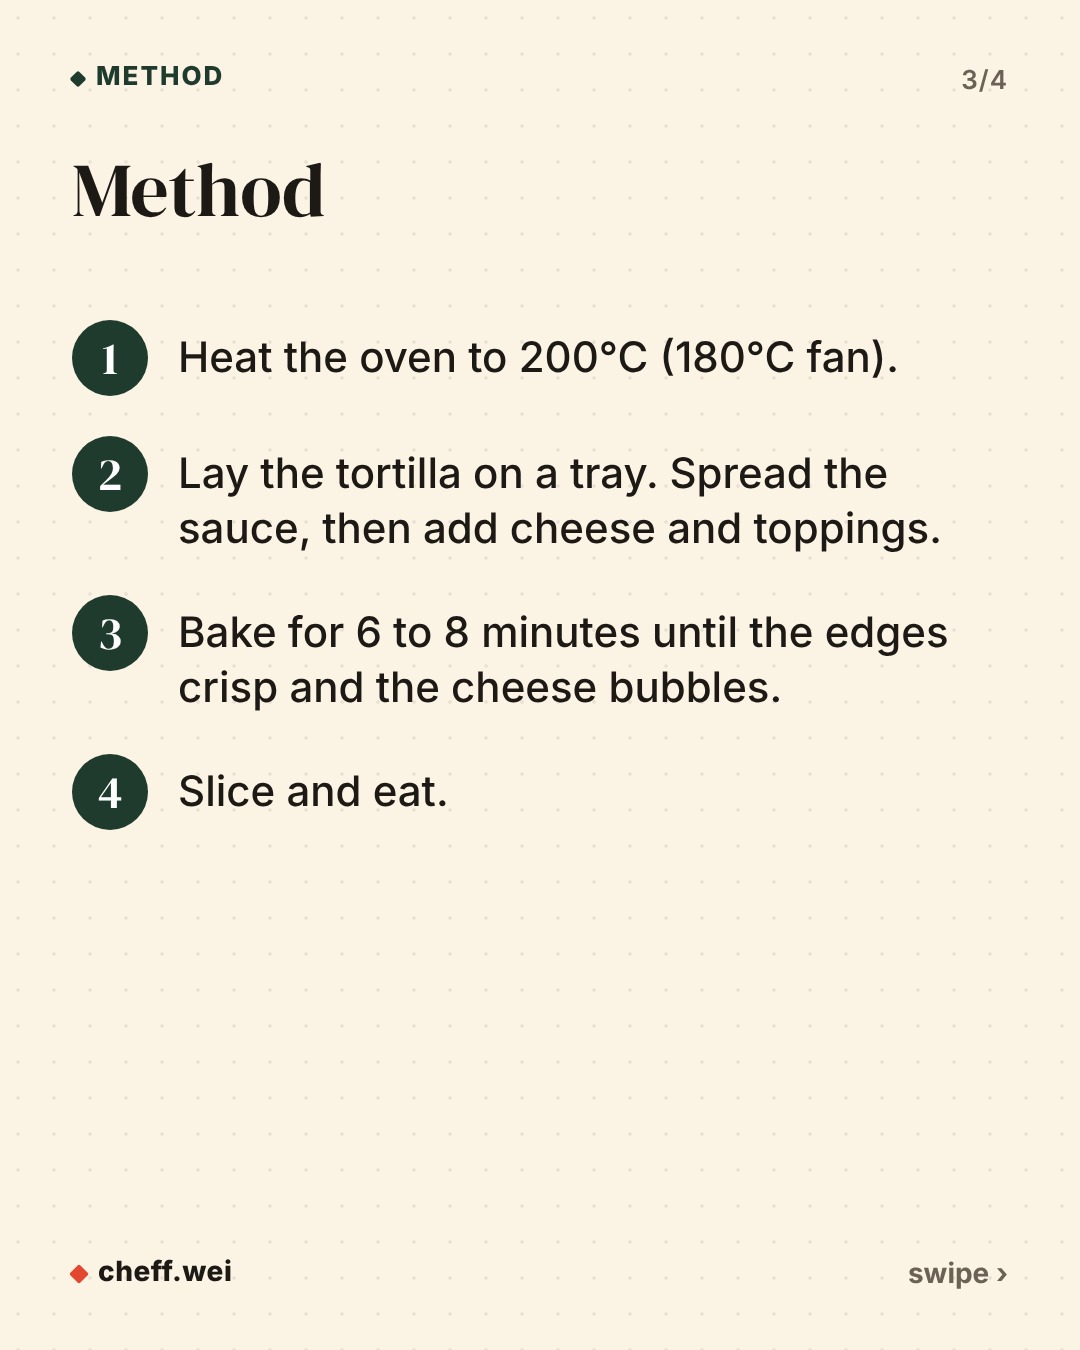 METHOD
3/4
Method
1 Heat the oven to 200°C (180°C fan).
2 Lay the tortilla on a tray. Spread the
sauce, then add cheese and toppings.
3 Bake for 6 to 8 minutes until the edges
crisp and the cheese bubbles.
4 Slice and eat.
cheff.wei
swipe ›